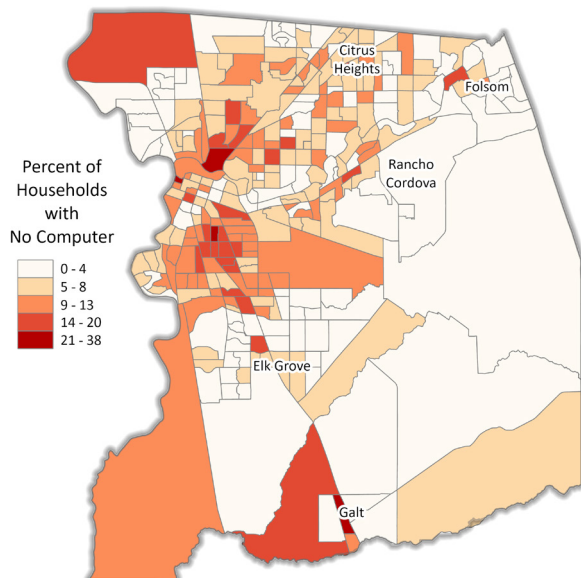 Citrus
Heights
Folsom
Rancho
Cordova
Percent of
Households
with
No Computer
0 - 4
5 - 8
9 - 13
14 - 20
21 - 38
Elk Grove
Galt